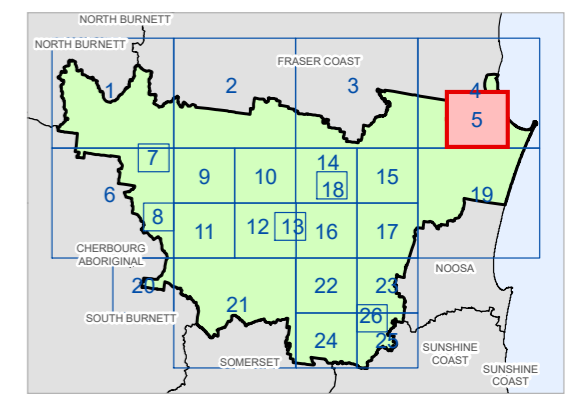 NORTH BURNETT
NORTH BURNETT
FRASER COAST
1
2
3
4
5
6
7
8
9
10
14
15
18
19
11
12
13
16
17
CHERBOURG
ABORIGINAL
NOOSA
20
21
22
23
SOUTH BURNETT
26
24
25
SOMERSET
SUNSHINE
COAST
SUNSHINE
COAST